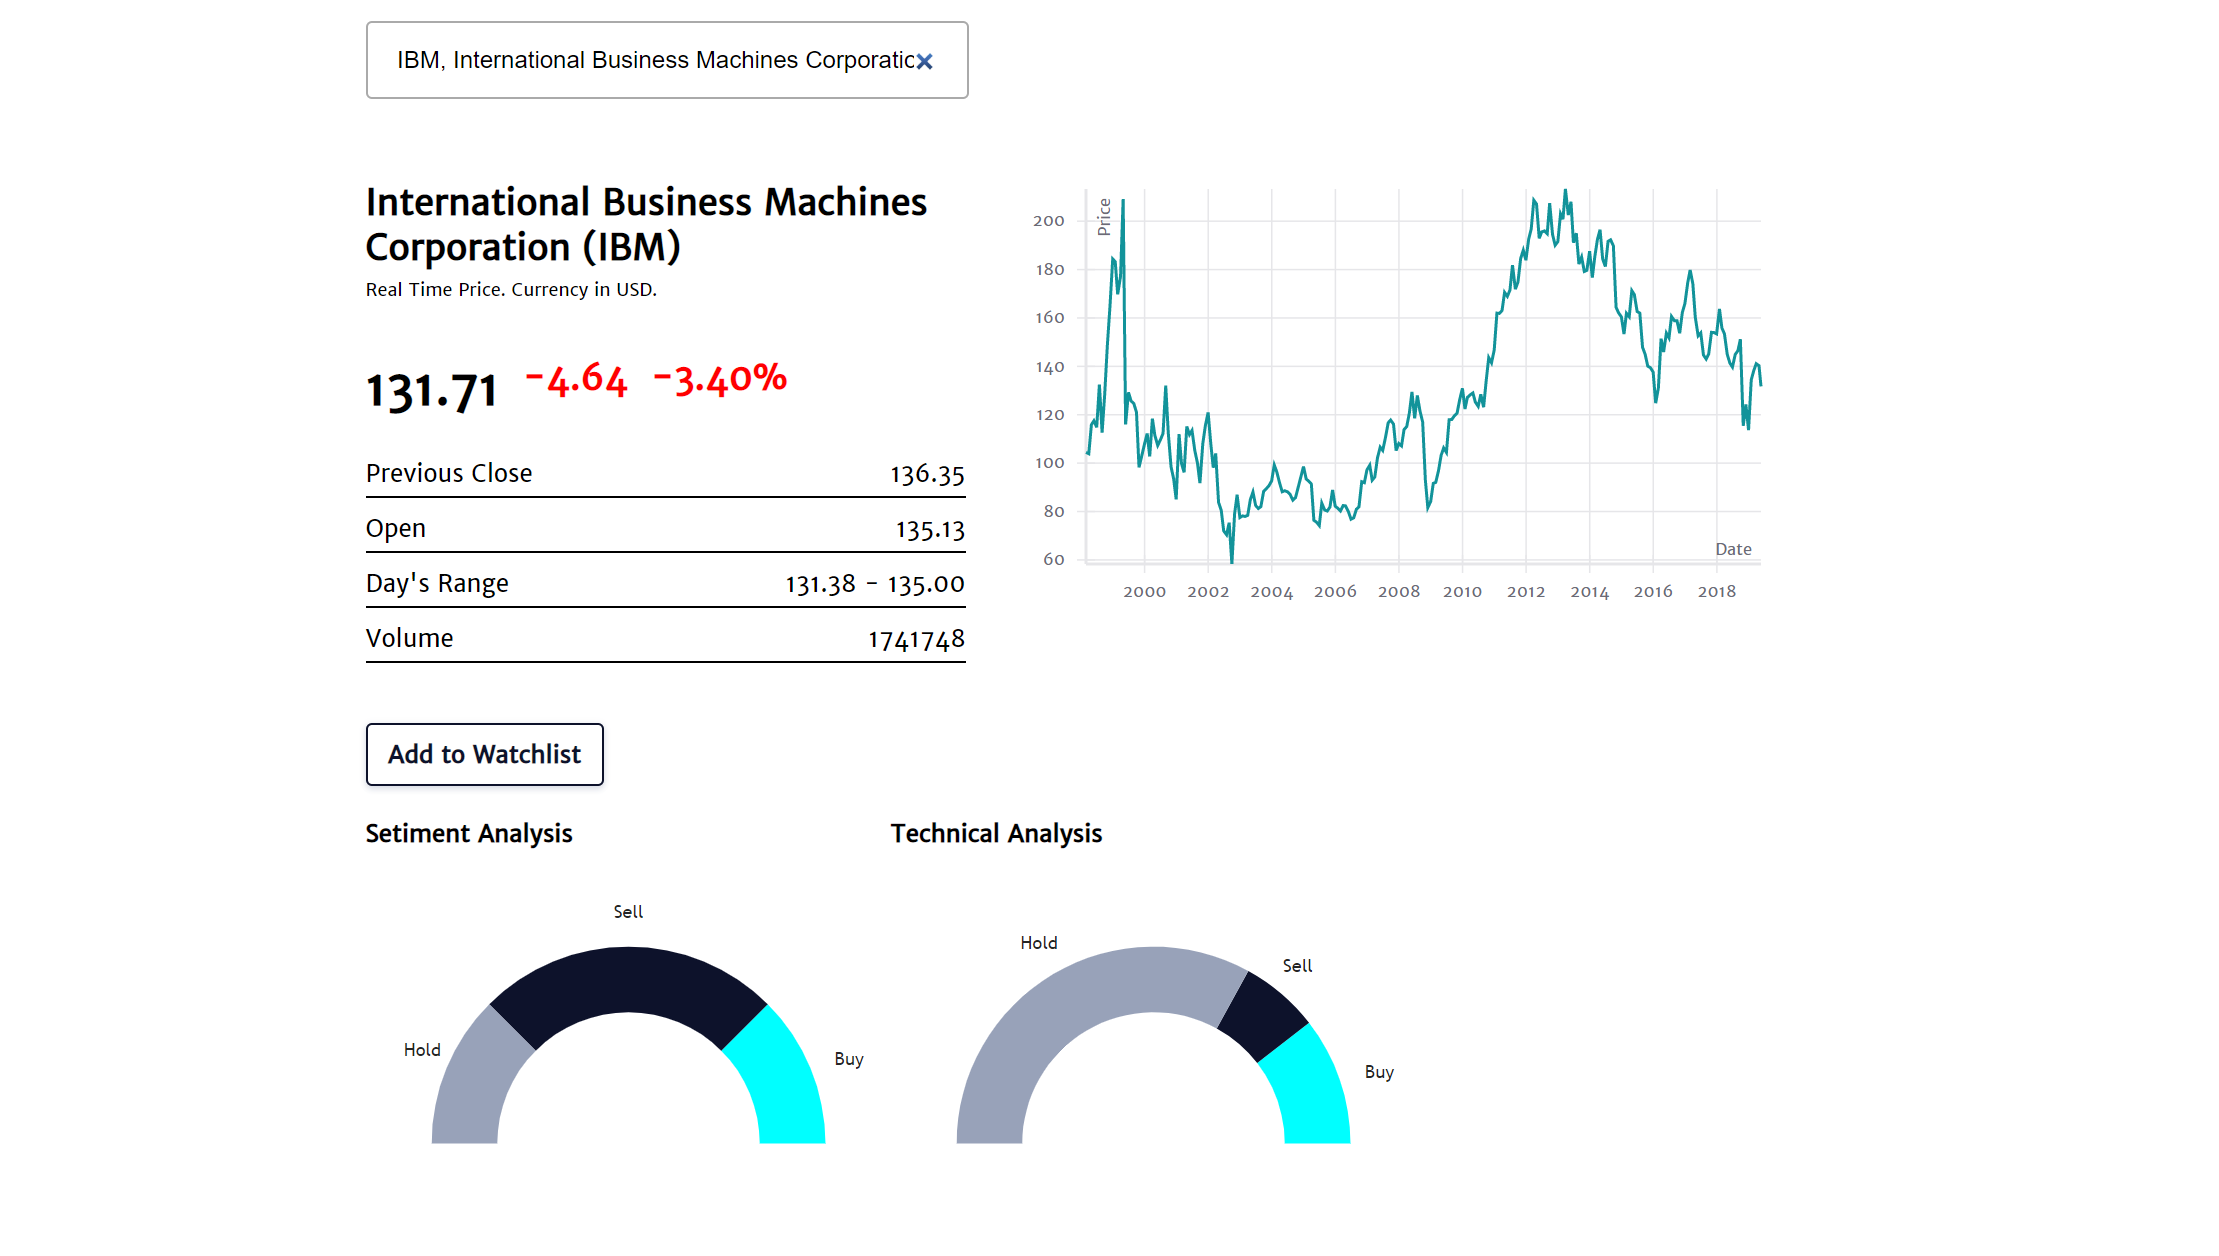 IBM, International Business Machines Corporatic
International Business Machines
Corporation (IBM)
Real Time Price. Currency in USD.
131.71 -4.64 -3.40%
Previous Close 136.35
Open 135.13
Day's Range 131.38 - 135.00
Volume 1741748
Price
200
180
160
140
120
100
80
60
Date
2000 2002 2004 2006 2008 2010 2012 2014 2016 2018
Add to Watchlist
Setiment Analysis
Sell
Hold
Buy
Technical Analysis
Hold
Sell
Buy